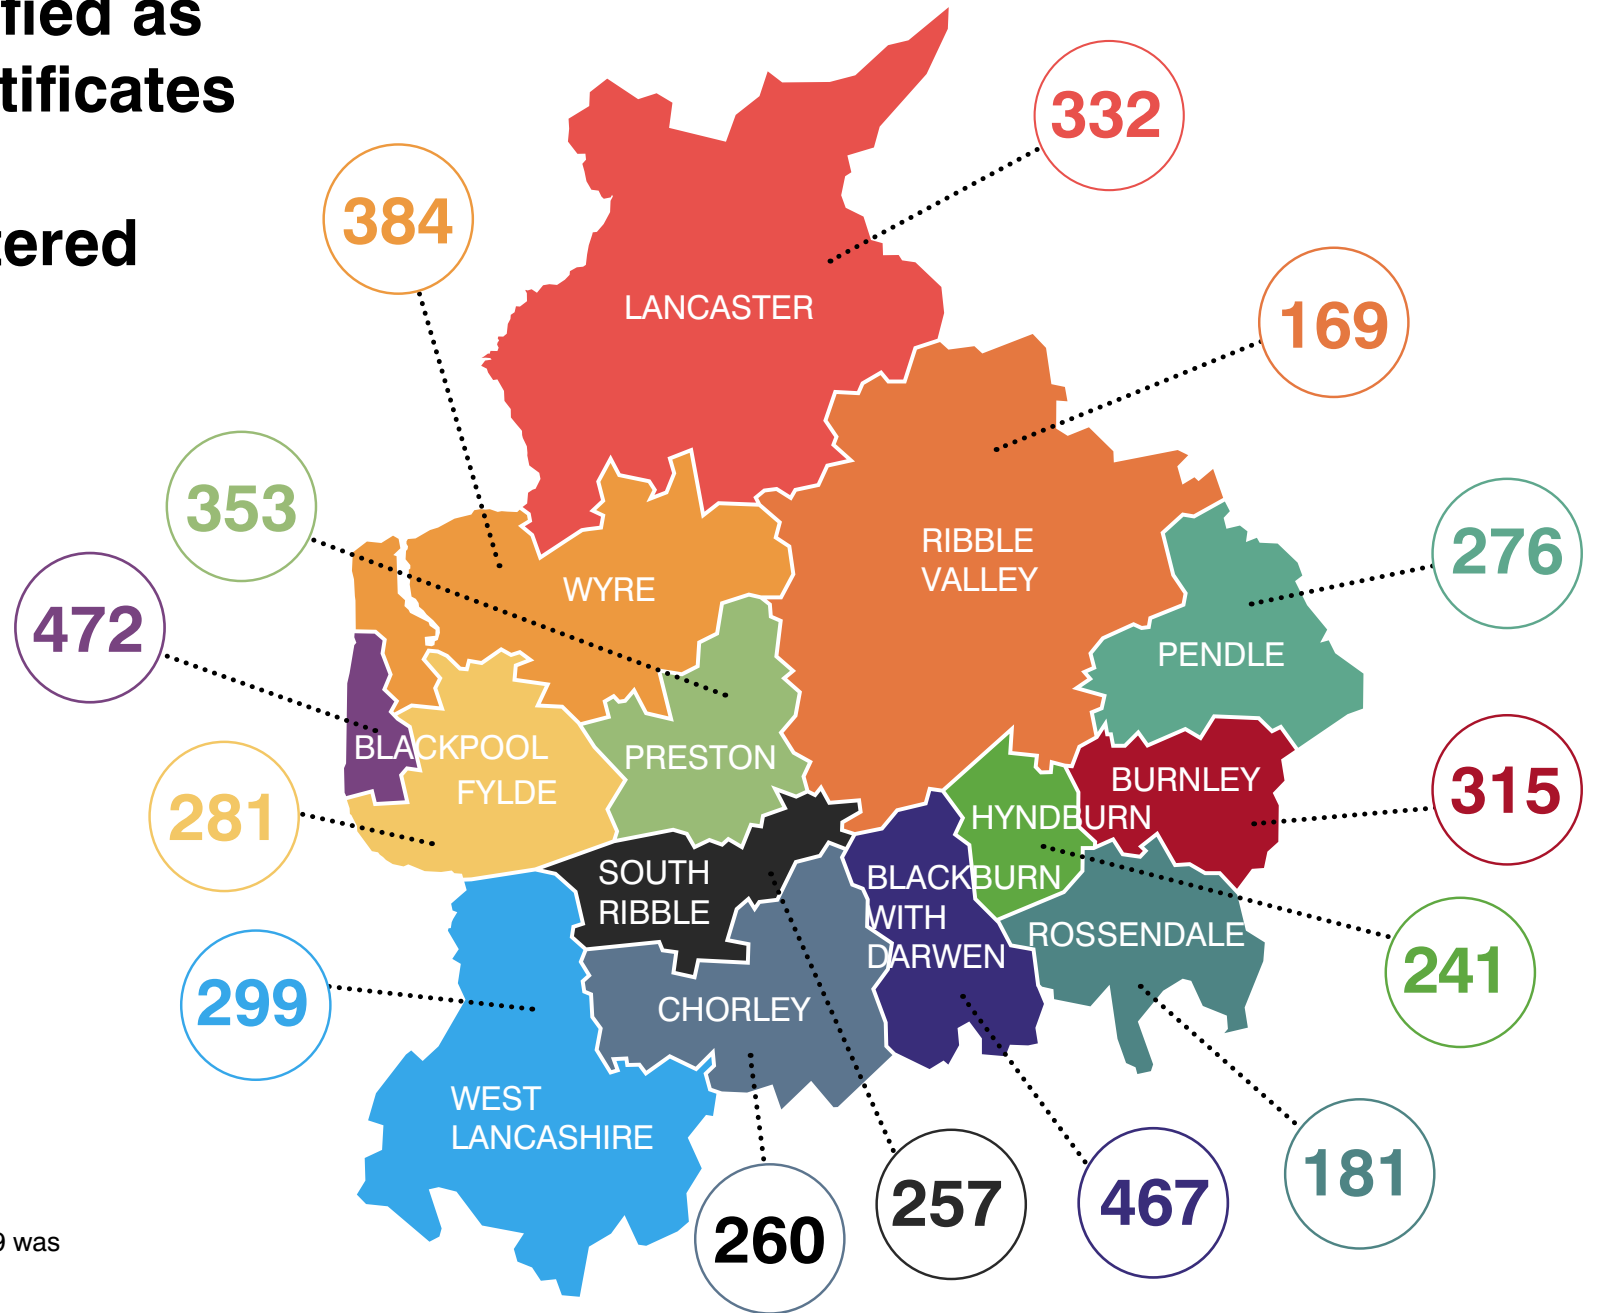 fied as
tificates
tered
332
384
169
353
276
472
315
281
241
299
181
467
257
260
LANCASTER
RIBBLE
VALLEY
WYRE
PENDLE
BLACKPOOL
PRESTON
FYLDE
BURNLEY
HYNDBURN
SOUTH
RIBBLE
BLACKBURN
WITH
DARWEN
ROSSENDALE
CHORLEY
WEST
LANCASHIRE
9 was